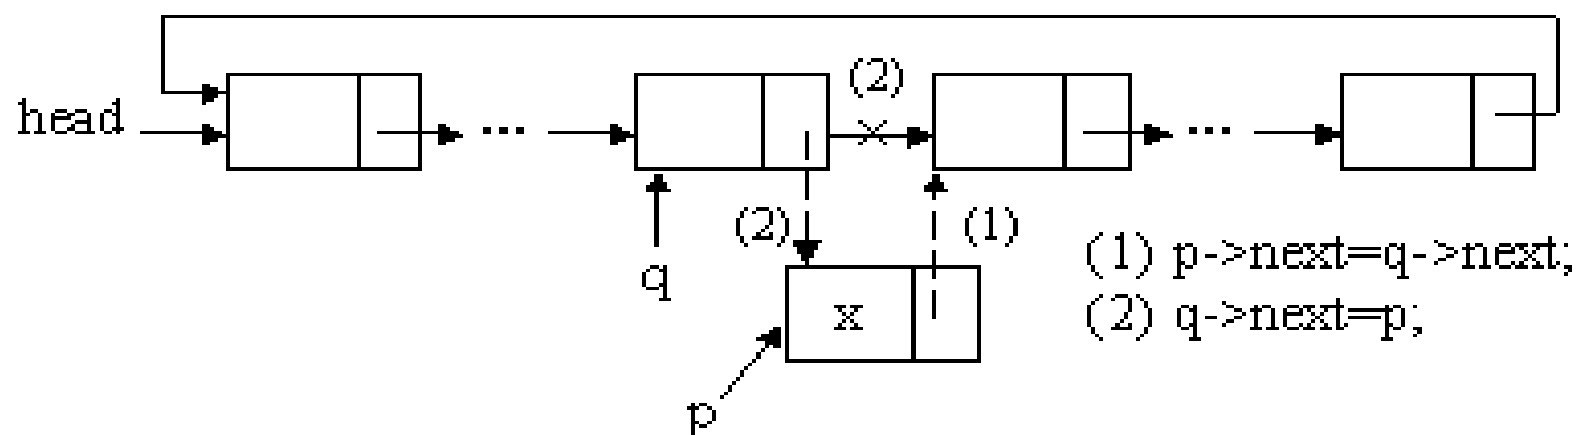 (2)
head
...
...
(2)
(1)
q
(1) p->next=q->next;
x
(2) q->next=p;
p